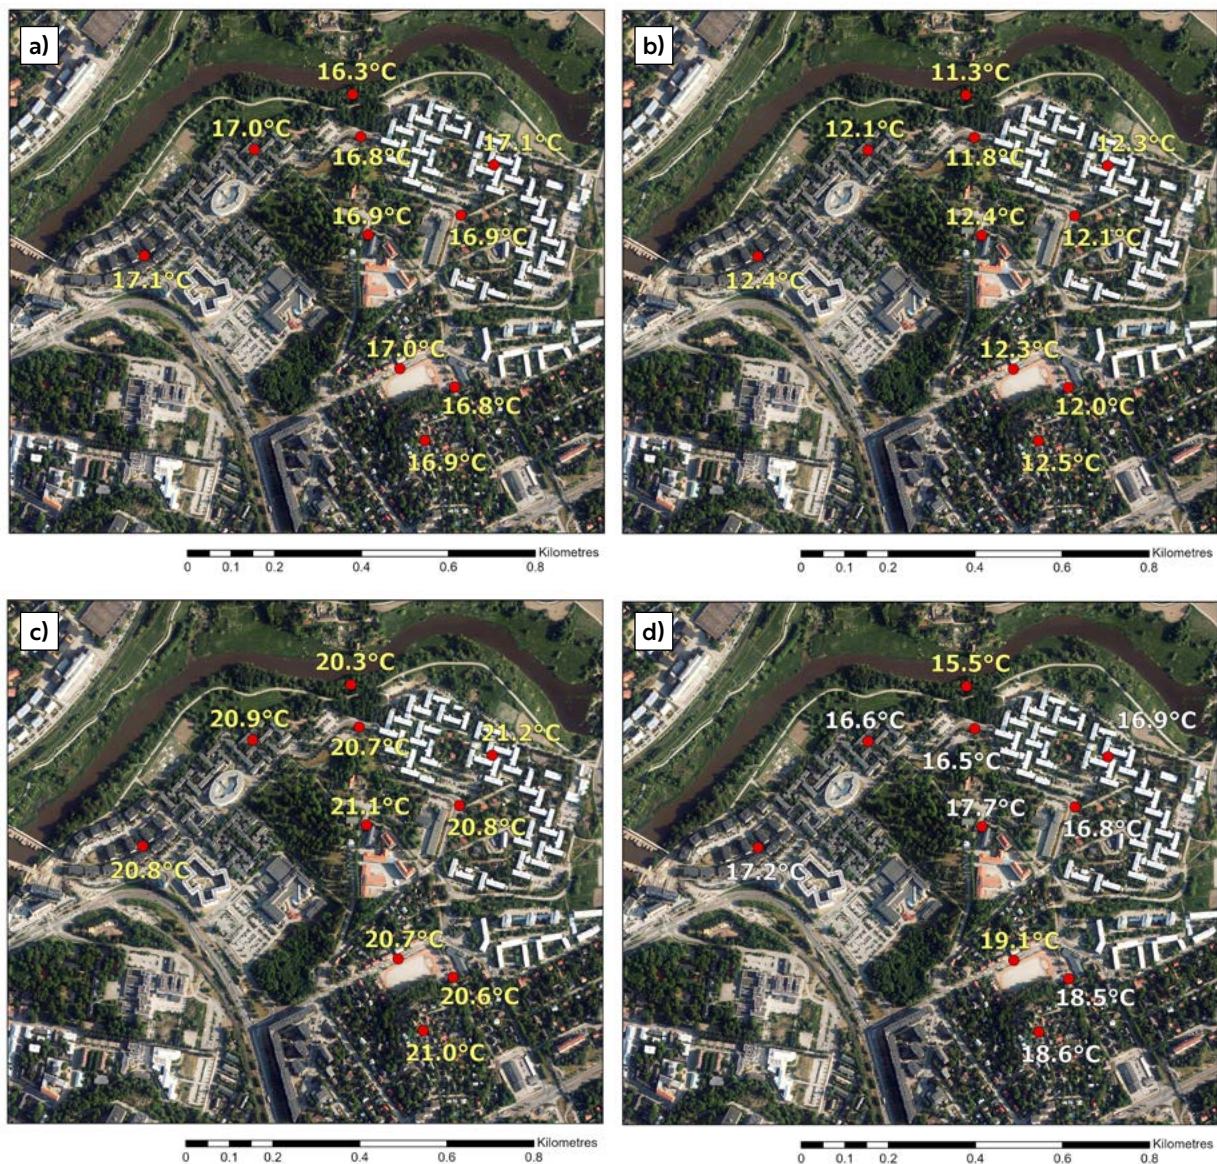 a)
16.3°C
17.0°C
16.8°C
17.1°C
16.9°C
16.9°C
17.1°C
17.0°C
16.8°C
16.9°C
Kilometres
0 0.1 0.2 0.4 0.6 0.8
b)
11.3°C
12.1°C
11.8°C
12.3°C
12.4°C
12.1°C
12.4°C
12.3°C
12.0°C
12.5°C
Kilometres
0 0.1 0.2 0.4 0.6 0.8
c)
20.3°C
20.9°C
20.7°C
21.2°C
21.1°C
20.8°C
20.8°C
20.7°C
20.6°C
21.0°C
Kilometres
0 0.1 0.2 0.4 0.6 0.8
d)
15.5°C
16.6°C
16.5°C
16.9°C
17.7°C
16.8°C
17.2°C
19.1°C
18.5°C
18.6°C
Kilometres
0 0.1 0.2 0.4 0.6 0.8